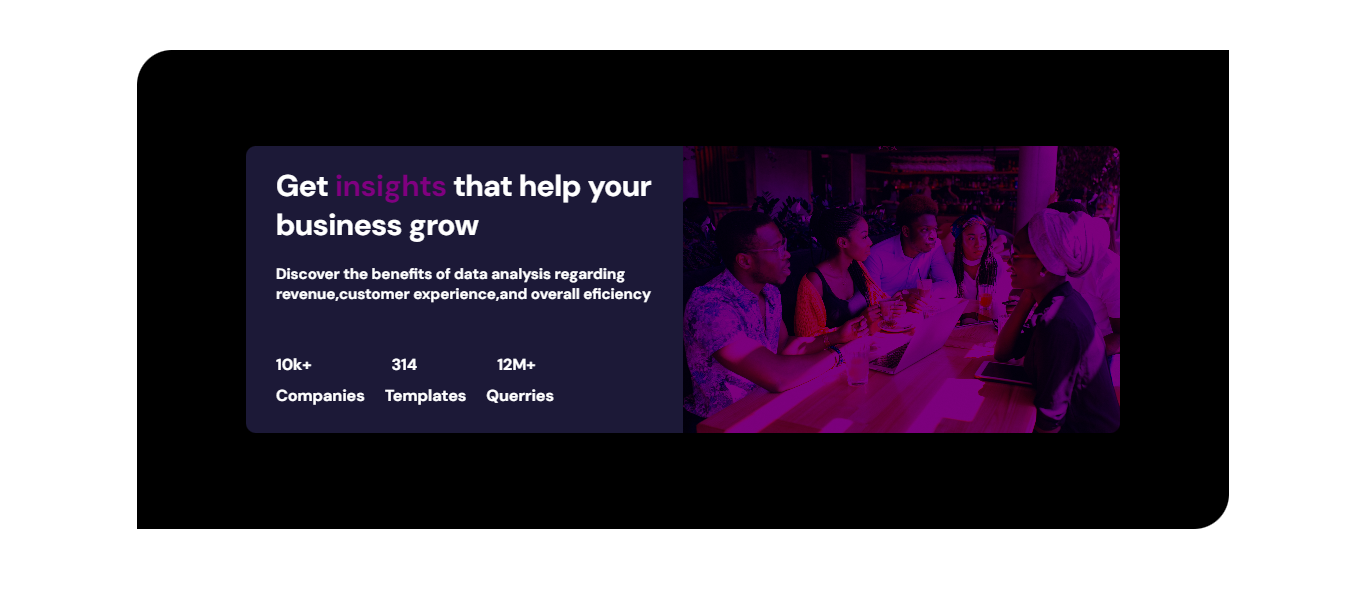 Get insights that help your
business grow
Discover the benefits of data analysis regarding
revenue,customer experience,and overall eficiency
10k+ 314 12M+
Companies Templates Querries